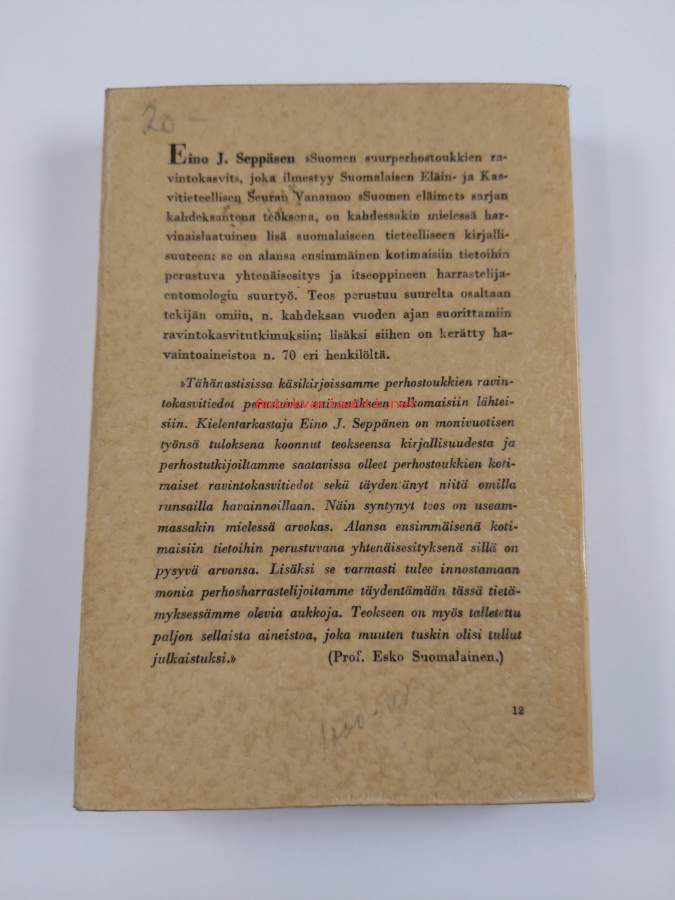 20 –
Eino J. Seppäsen »Suomen suurperhostoukkien ra-
vintokasvit», joka ilmestyy Suomalaisen Eläin- ja Kas-
vitieteellisen Seuran Vanamon »Suomen eläimet» sarjan
kahdeksantena teoksena, on kahdessakin mielessä har-
vinaislaatuinen lisä suomalaiseen tieteelliseen kirjalli-
suuteen: se on alansa ensimmäinen kotimaisiin tietoihin
perustuva yhtenäisesitys ja itseoppineen harrastelija-
entomologin suurtyö. Teos perustuu suurelta osaltaan
tekijän omiin, n. kahdeksan vuoden ajan suorittamiin
ravintokasvitutkimuksiin; lisäksi siihen on kerätty ha-
vaintoaineistoa n. 70 eri henkilöltä.
»Tähänastisissa käsikirjoissamme perhostoukkien ravin-
tokasvitiedot perustuvat ulkomaisiin lähtei-
siin. Kielentarkastaja Eino J. Seppänen on monivuotisen
työnsä tuloksena koonnut teokseensa kirjallisuudesta ja
perhostutkijoiltamme saatavissa olleet perhostoukkien koti-
maiset ravintokasvitiedot sekä täydentänyt niitä omilla
runsailla havainnoillaan. Näin syntynyt teos on useam-
massakin mielessä arvokas. Alansa ensimmäisenä koti-
maisiin tietoihin perustuvana yhtenäisesityksenä sillä on
pysyvä arvonsa. Lisäksi se varmasti tulee innostamaan
monia perhosharrastelijoitamme täydentämään tässä tietä-
myksessämme olevia aukkoja. Teokseen on myös talletettu
paljon sellaista aineistoa, joka muuten tuskin olisi tullut
julkaistuksi.» (Prof. Esko Suomalainen.)
12